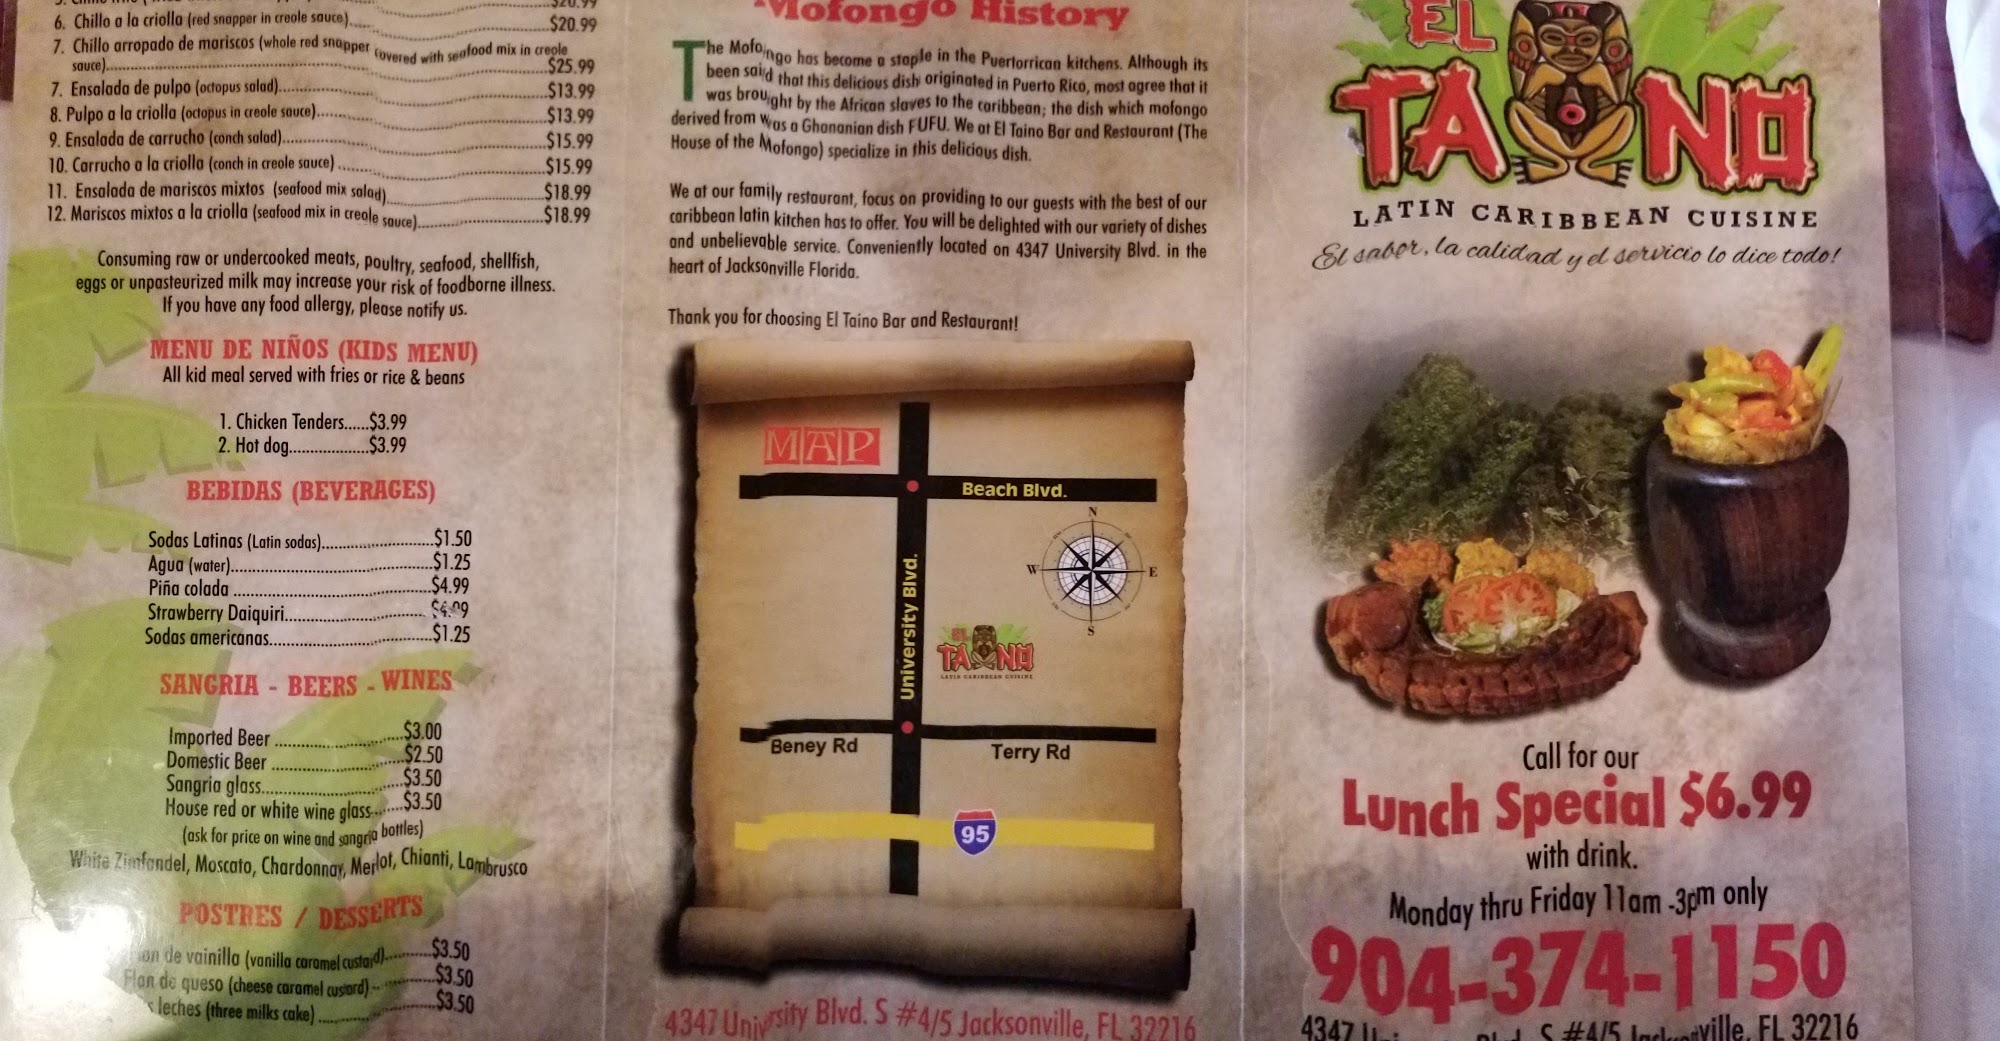 $20.99
6. Chillo a la criolla (red snapper in creole sauce)....$20.99
7. Chillo arropado de mariscos (whole red snapper covered with seafood mix in creole
sauce)....$25.99
7. Ensalada de pulpo (octopus salad)....$13.99
8. Pulpo a la criolla (octopus in creole sauce)....$13.99
9. Ensalada de carrucho (conch salad)....$15.99
10. Carrucho a la criolla (conch in creole sauce) ....$15.99
11. Ensalada de mariscos mixtos (seafood mix salad)....$18.99
12. Mariscos mixtos a la criolla (seafood mix in creole sauce)....$18.99
Consuming raw or undercooked meats, poultry, seafood, shellfish,
eggs or unpasteurized milk may increase your risk of foodborne illness.
If you have any food allergy, please notify us.
MENU DE NIÑOS (KIDS MENU)
All kid meal served with fries or rice & beans
1. Chicken Tenders......$3.99
2. Hot dog....................$3.99
BEBIDAS (BEVERAGES)
Sodas Latinas (Latin sodas)....$1.50
Agua (water)....$1.25
Piña colada ....$4.99
Strawberry Daiquiri....$4.99
Sodas americanas....$1.25
SANGRIA - BEERS - WINES
Imported Beer ....$3.00
Domestic Beer ....$2.50
Sangria glass....$3.50
House red or white wine glass....$3.50
(ask for price on wine and sangria bottles)
White Zinfandel, Moscato, Chardonnay, Merlot, Chianti, Lambrusco
POSTRES / DESSERTS
Flan de vainilla (vanilla caramel custard)....$3.50
Flan de queso (cheese caramel custard)....$3.50
leches (three milks cake)....$3.50
Mofongo History
The Mofongo has become a staple in the Puertorrican kitchens. Although its
been said that this delicious dish originated in Puerto Rico, most agree that it
was brought by the African slaves to the caribbean; the dish which mofongo
derived from was a Ghananian dish FUFU. We at El Taino Bar and Restaurant (The
House of the Mofongo) specialize in this delicious dish.
We at our family restaurant, focus on providing to our guests with the best of our
caribbean latin kitchen has to offer. You will be delighted with our variety of dishes
and unbelievable service. Conveniently located on 4347 University Blvd. in the
heart of Jacksonville Florida.
Thank you for choosing El Taino Bar and Restaurant!
MAP
Beach Blvd.
University Blvd.
N
W E
S
EL
TAINO
LATIN CARIBBEAN CUISINE
Beney Rd
Terry Rd
95
4347 University Blvd. S #4/5 Jacksonville, FL 32216
EL
TAINO
LATIN CARIBBEAN CUISINE
El sabor, la calidad y el servicio lo dice todo!
Call for our
Lunch Special $6.99
with drink.
Monday thru Friday 11am -3pm only
904-374-1150
4347 University Blvd. S #4/5 Jacksonville, FL 32216